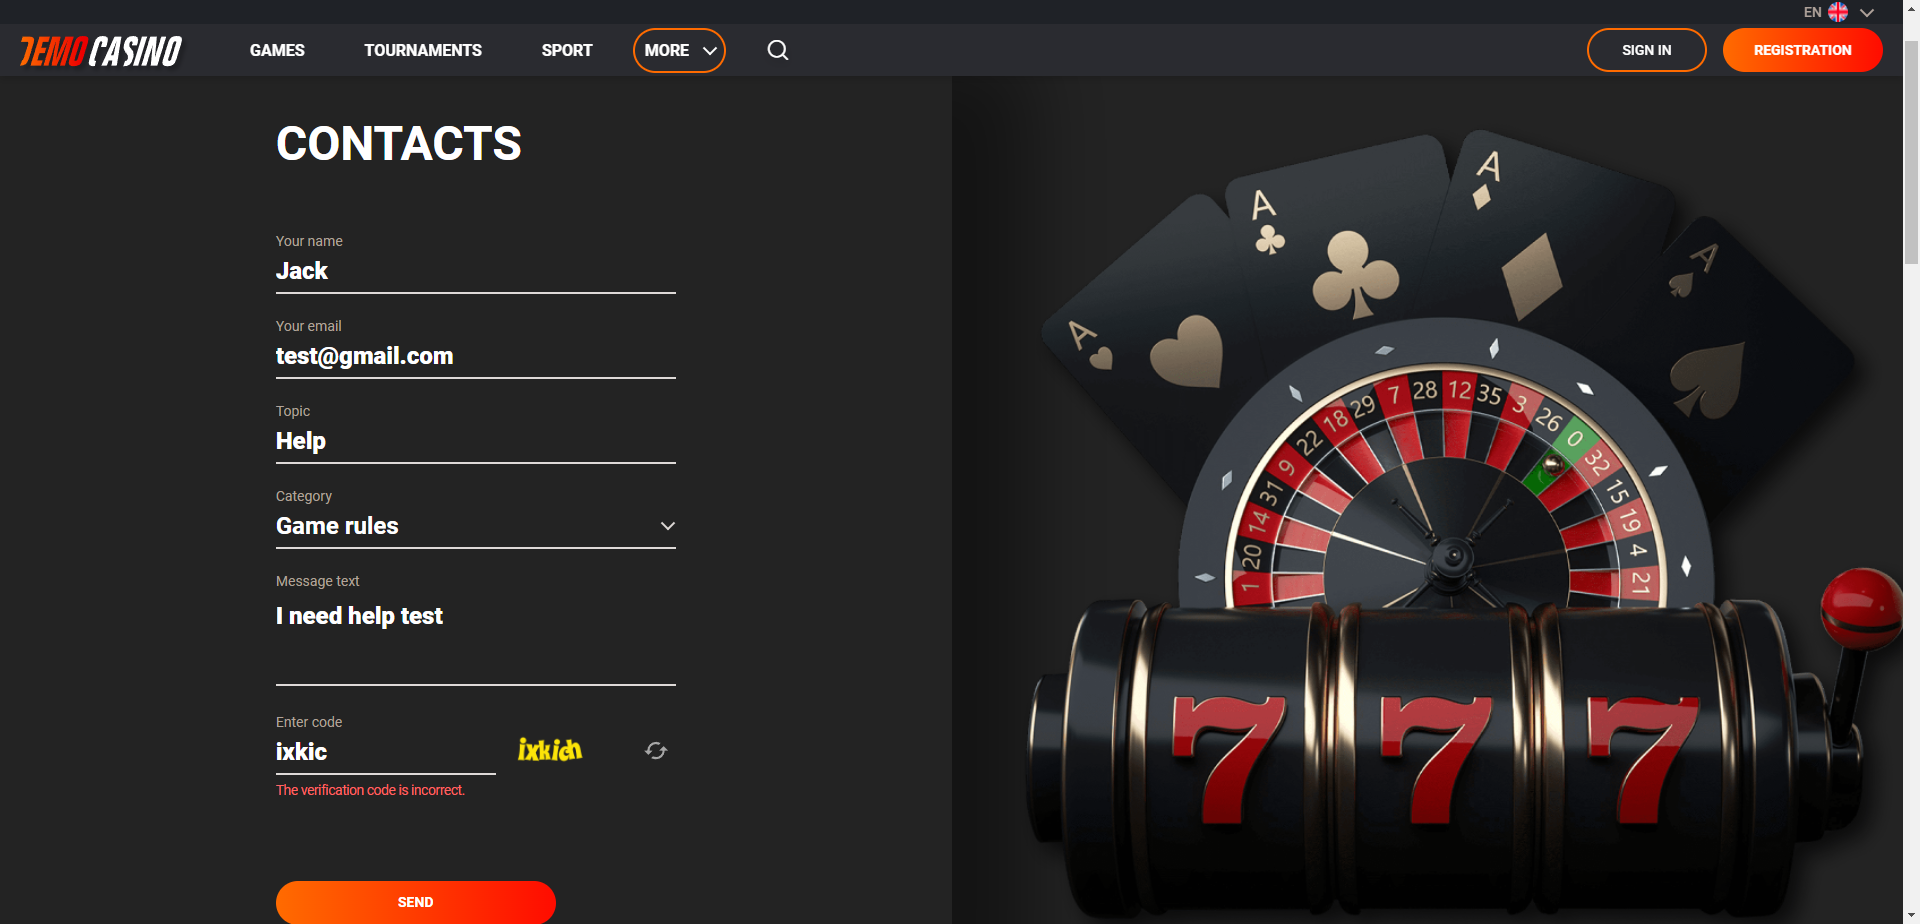 EN
DEMO CASINO
GAMES TOURNAMENTS SPORT MORE
SIGN IN REGISTRATION
CONTACTS
Your name
Jack
Your email
test@gmail.com
Topic
Help
Category
Game rules
Message text
I need help test
Enter code
ixkic
ixkich
The verification code is incorrect.
SEND
A
A
A
A
1 20 14 31 9 22 18 29 7 28 12 35 3 26 0 32 15 19 4 21
7 7 7